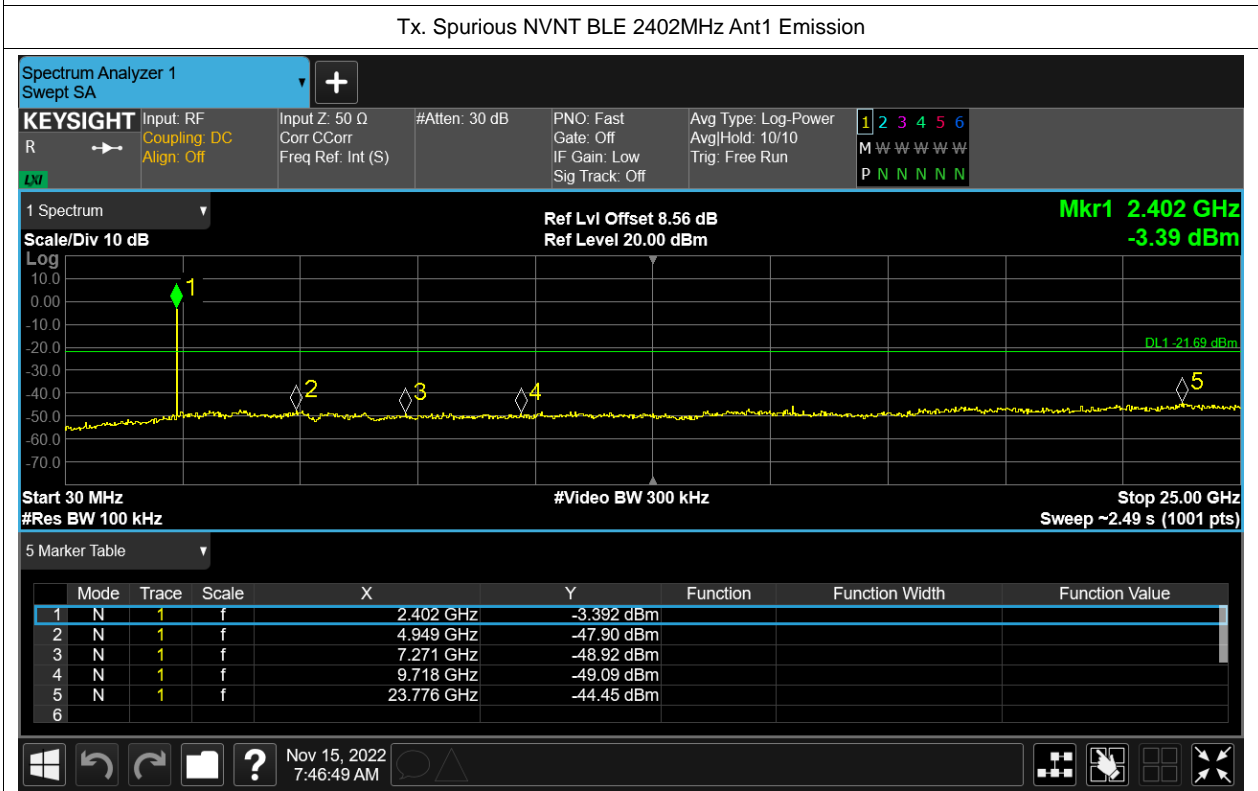 Tx. Spurious NVNT BLE 2402MHz Ant1 Emission
Spectrum Analyzer 1
Swept SA
KEYSIGHT
R
LXI
Input: RF
Coupling: DC
Align: Off
Input Z: 50 Ω
Corr CCorr
Freq Ref: Int (S)
#Atten: 30 dB
PNO: Fast
Gate: Off
IF Gain: Low
Sig Track: Off
Avg Type: Log-Power
Avg|Hold: 10/10
Trig: Free Run
1 2 3 4 5 6
M W W W W W
P N N N N N
1 Spectrum
Scale/Div 10 dB
Ref Lvl Offset 8.56 dB
Ref Level 20.00 dBm
Mkr1 2.402 GHz
-3.39 dBm
Log
10.0
0.00
-10.0
-20.0
-30.0
-40.0
-50.0
-60.0
-70.0
1
2
3
4
5
DL1 -21.69 dBm
Start 30 MHz
#Video BW 300 kHz
Stop 25.00 GHz
#Res BW 100 kHz
Sweep ~2.49 s (1001 pts)
5 Marker Table
Mode Trace Scale X Y Function Function Width Function Value
1 N 1 f 2.402 GHz -3.392 dBm
2 N 1 f 4.949 GHz -47.90 dBm
3 N 1 f 7.271 GHz -48.92 dBm
4 N 1 f 9.718 GHz -49.09 dBm
5 N 1 f 23.776 GHz -44.45 dBm
6
?
Nov 15, 2022
7:46:49 AM